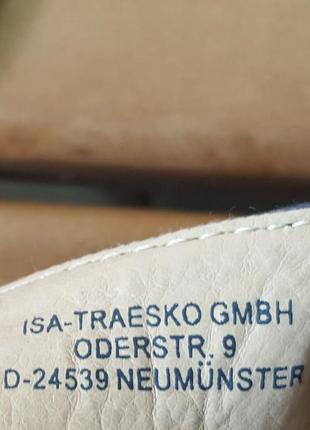 ISA-TRAESKO GMBH
ODERSTR. 9
D-24539 NEUMÜNSTER